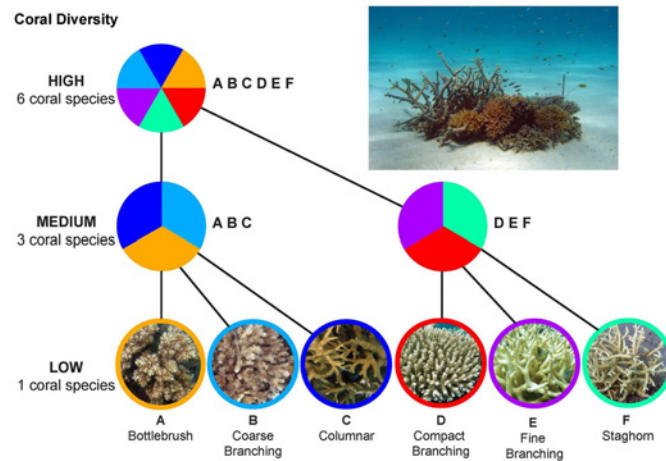 Coral Diversity
HIGH
6 coral species
A B C D E F
MEDIUM
3 coral species
A B C
D E F
LOW
1 coral species
A
Bottlebrush
B
Coarse
Branching
C
Columnar
D
Compact
Branching
E
Fine
Branching
F
Staghorn